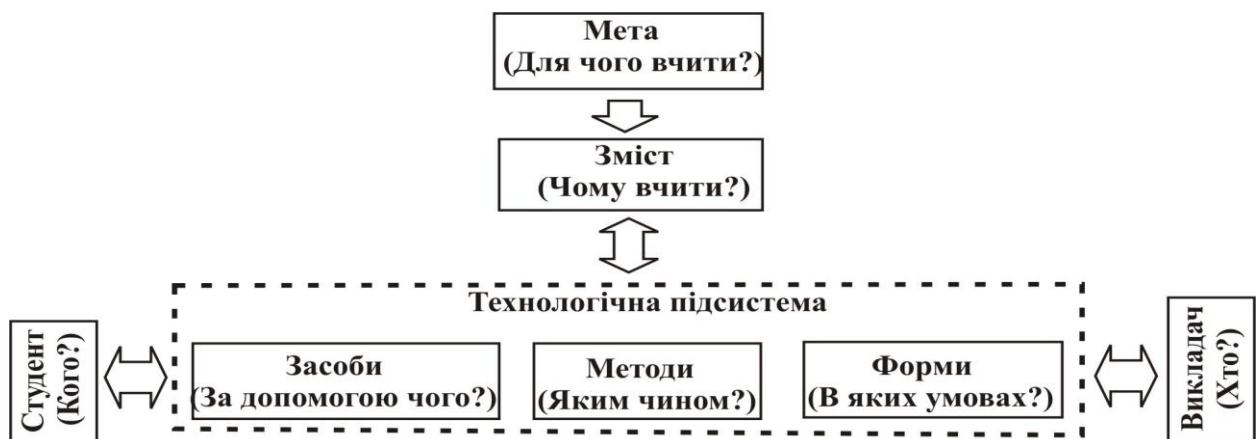 Мета
(Для чого вчити?)
Зміст
(Чому вчити?)
Технологічна підсистема
Студент
(Кого?)
Засоби
(За допомогою чого?)
Методи
(Яким чином?)
Форми
(В яких умовах?)
Викладач
(Хто?)